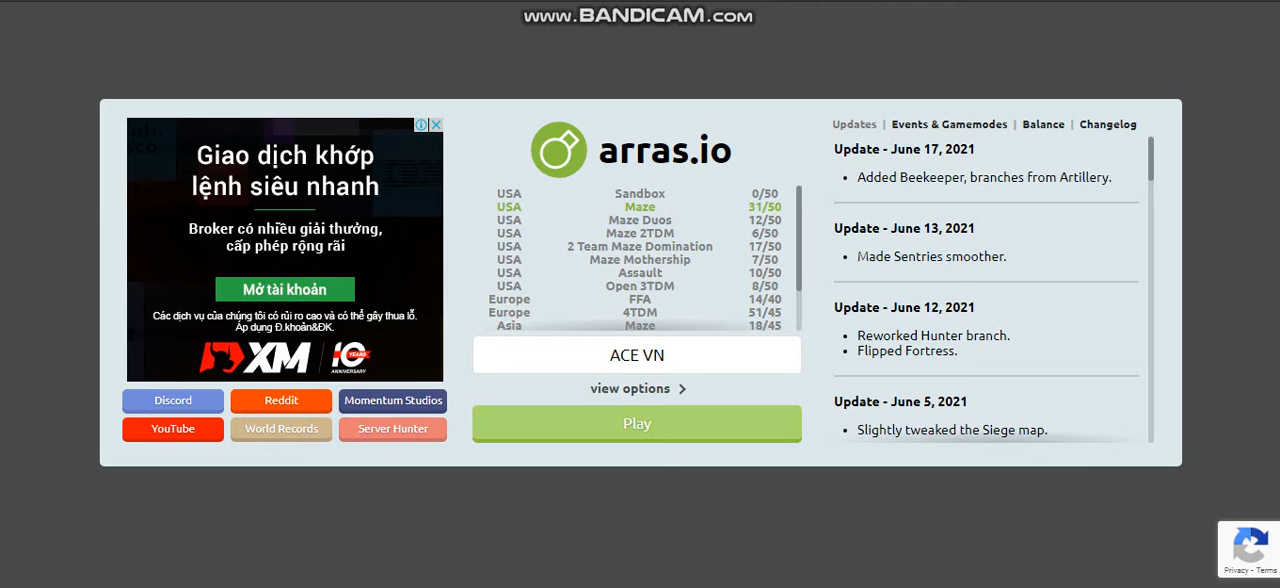 www.BANDICAM.com
Giao dịch khớp
lệnh siêu nhanh
Broker có nhiều giải thưởng,
cấp phép rộng rãi
Mở tài khoản
Các dịch vụ của chúng tôi có rủi ro cao và có thể gây thua lỗ.
Áp dụng Đ.khoản&ĐK.
XM
10
YEARS
ANNIVERSARY
Discord Reddit Momentum Studios
YouTube World Records Server Hunter
arras.io
USA Sandbox 0/50
USA Maze 31/50
USA Maze Duos 12/50
USA Maze 2TDM 6/50
USA 2 Team Maze Domination 17/50
USA Maze Mothership 7/50
USA Assault 10/50
USA Open 3TDM 8/50
Europe FFA 14/40
Europe 4TDM 51/45
Asia Maze 18/45
ACE VN
view options
Play
Updates | Events & Gamemodes | Balance | Changelog
Update - June 17, 2021
• Added Beekeeper, branches from Artillery.
Update - June 13, 2021
• Made Sentries smoother.
Update - June 12, 2021
• Reworked Hunter branch.
• Flipped Fortress.
Update - June 5, 2021
• Slightly tweaked the Siege map.
Privacy - Terms